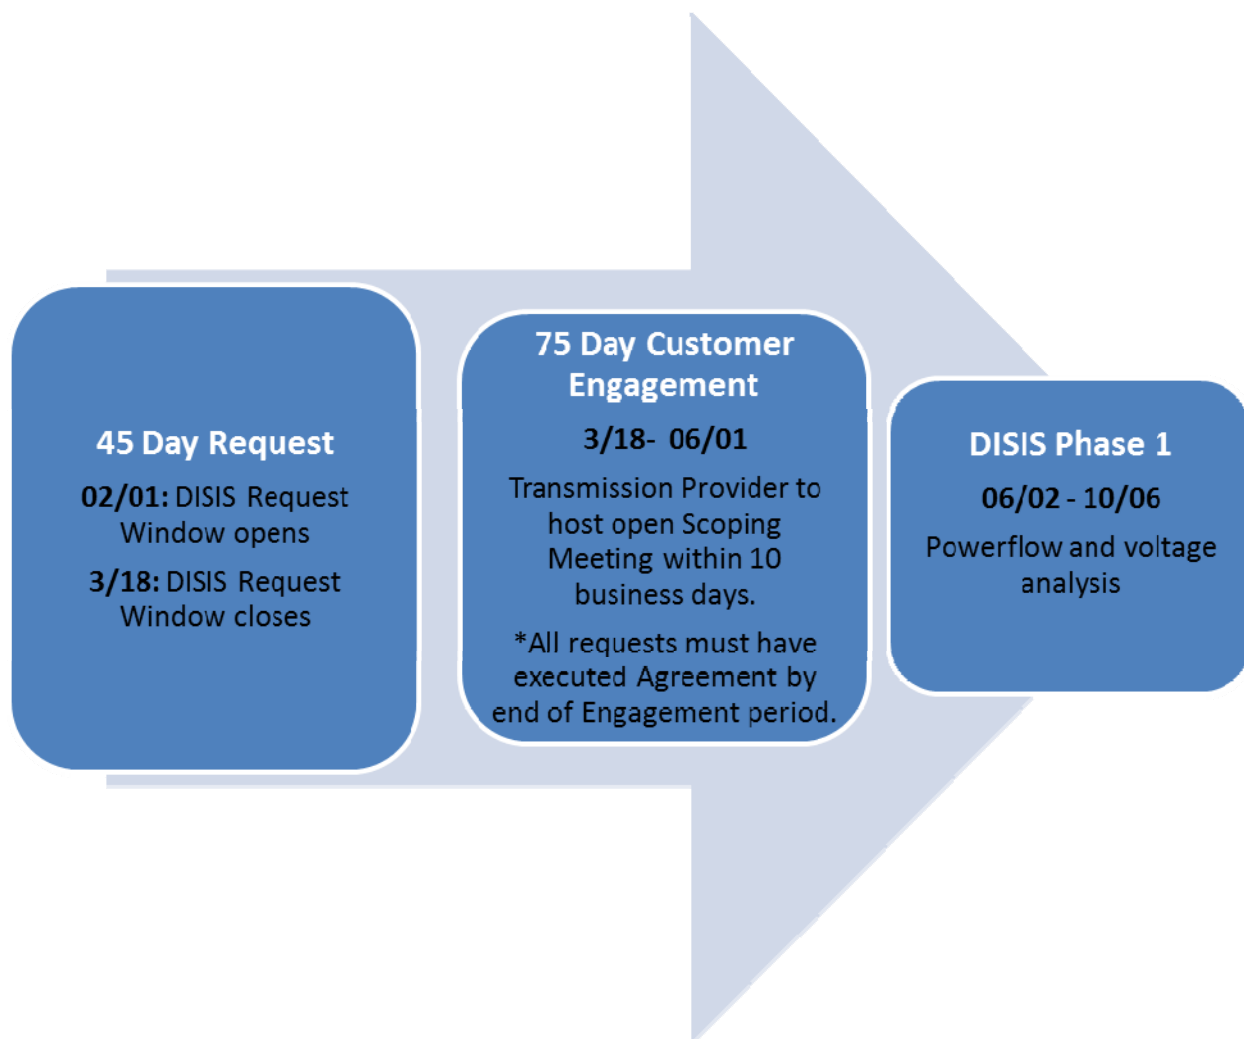 45 Day Request
02/01: DISIS Request
Window opens
3/18: DISIS Request
Window closes
75 Day Customer
Engagement
3/18- 06/01
Transmission Provider to
host open Scoping
Meeting within 10
business days.
*All requests must have
executed Agreement by
end of Engagement period.
DISIS Phase 1
06/02 - 10/06
Powerflow and voltage
analysis